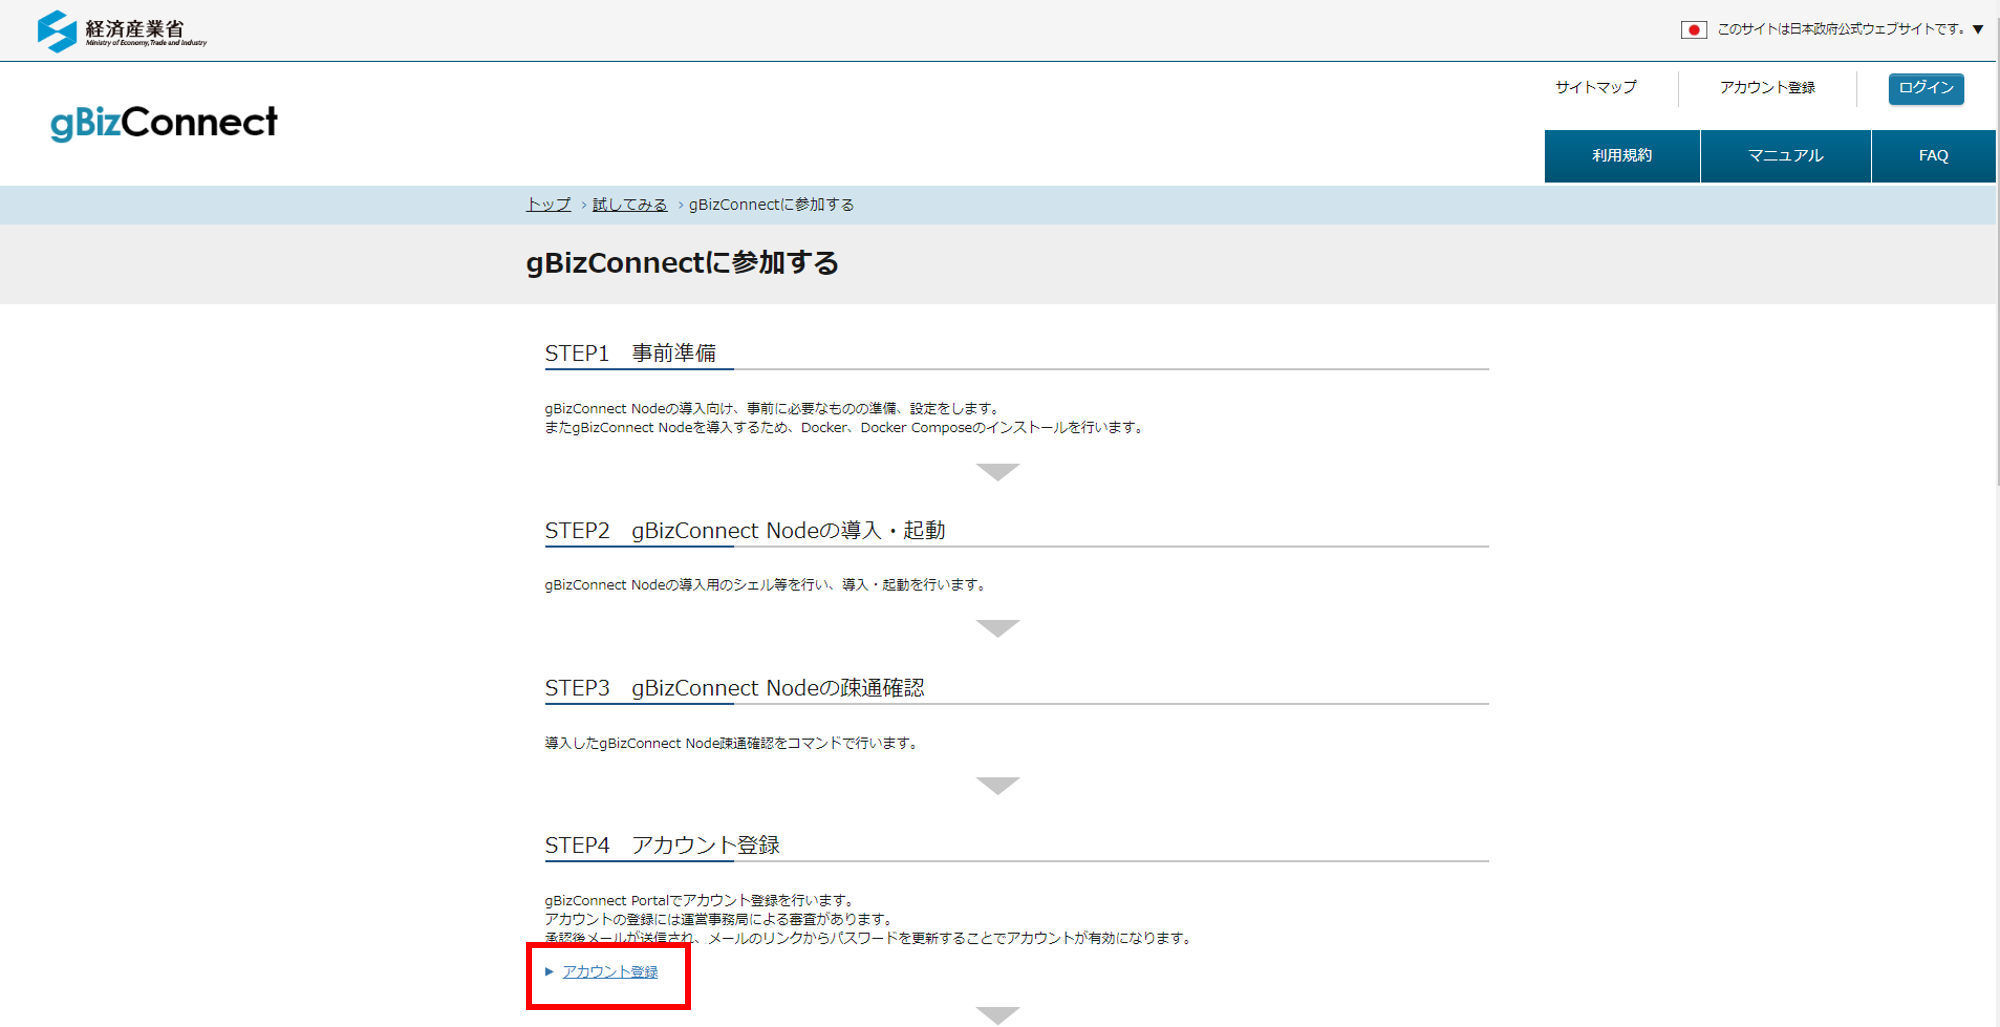 経済産業省
Ministry of Economy, Trade and Industry
このサイトは日本政府公式ウェブサイトです。▼
サイトマップ
アカウント登録
ログイン
gBizConnect
利用規約
マニュアル
FAQ
トップ › 試してみる › gBizConnectに参加する
gBizConnectに参加する
STEP1　事前準備
gBizConnect Nodeの導入向け、事前に必要なものの準備、設定をします。
またgBizConnect Nodeを導入するため、Docker、Docker Composeのインストールを行います。
STEP2　gBizConnect Nodeの導入・起動
gBizConnect Nodeの導入用のシェル等を行い、導入・起動を行います。
STEP3　gBizConnect Nodeの疎通確認
導入したgBizConnect Node疎通確認をコマンドで行います。
STEP4　アカウント登録
gBizConnect Portalでアカウント登録を行います。
アカウントの登録には運営事務局による審査があります。
承認後メールが送信され、メールのリンクからパスワードを更新することでアカウントが有効になります。
アカウント登録